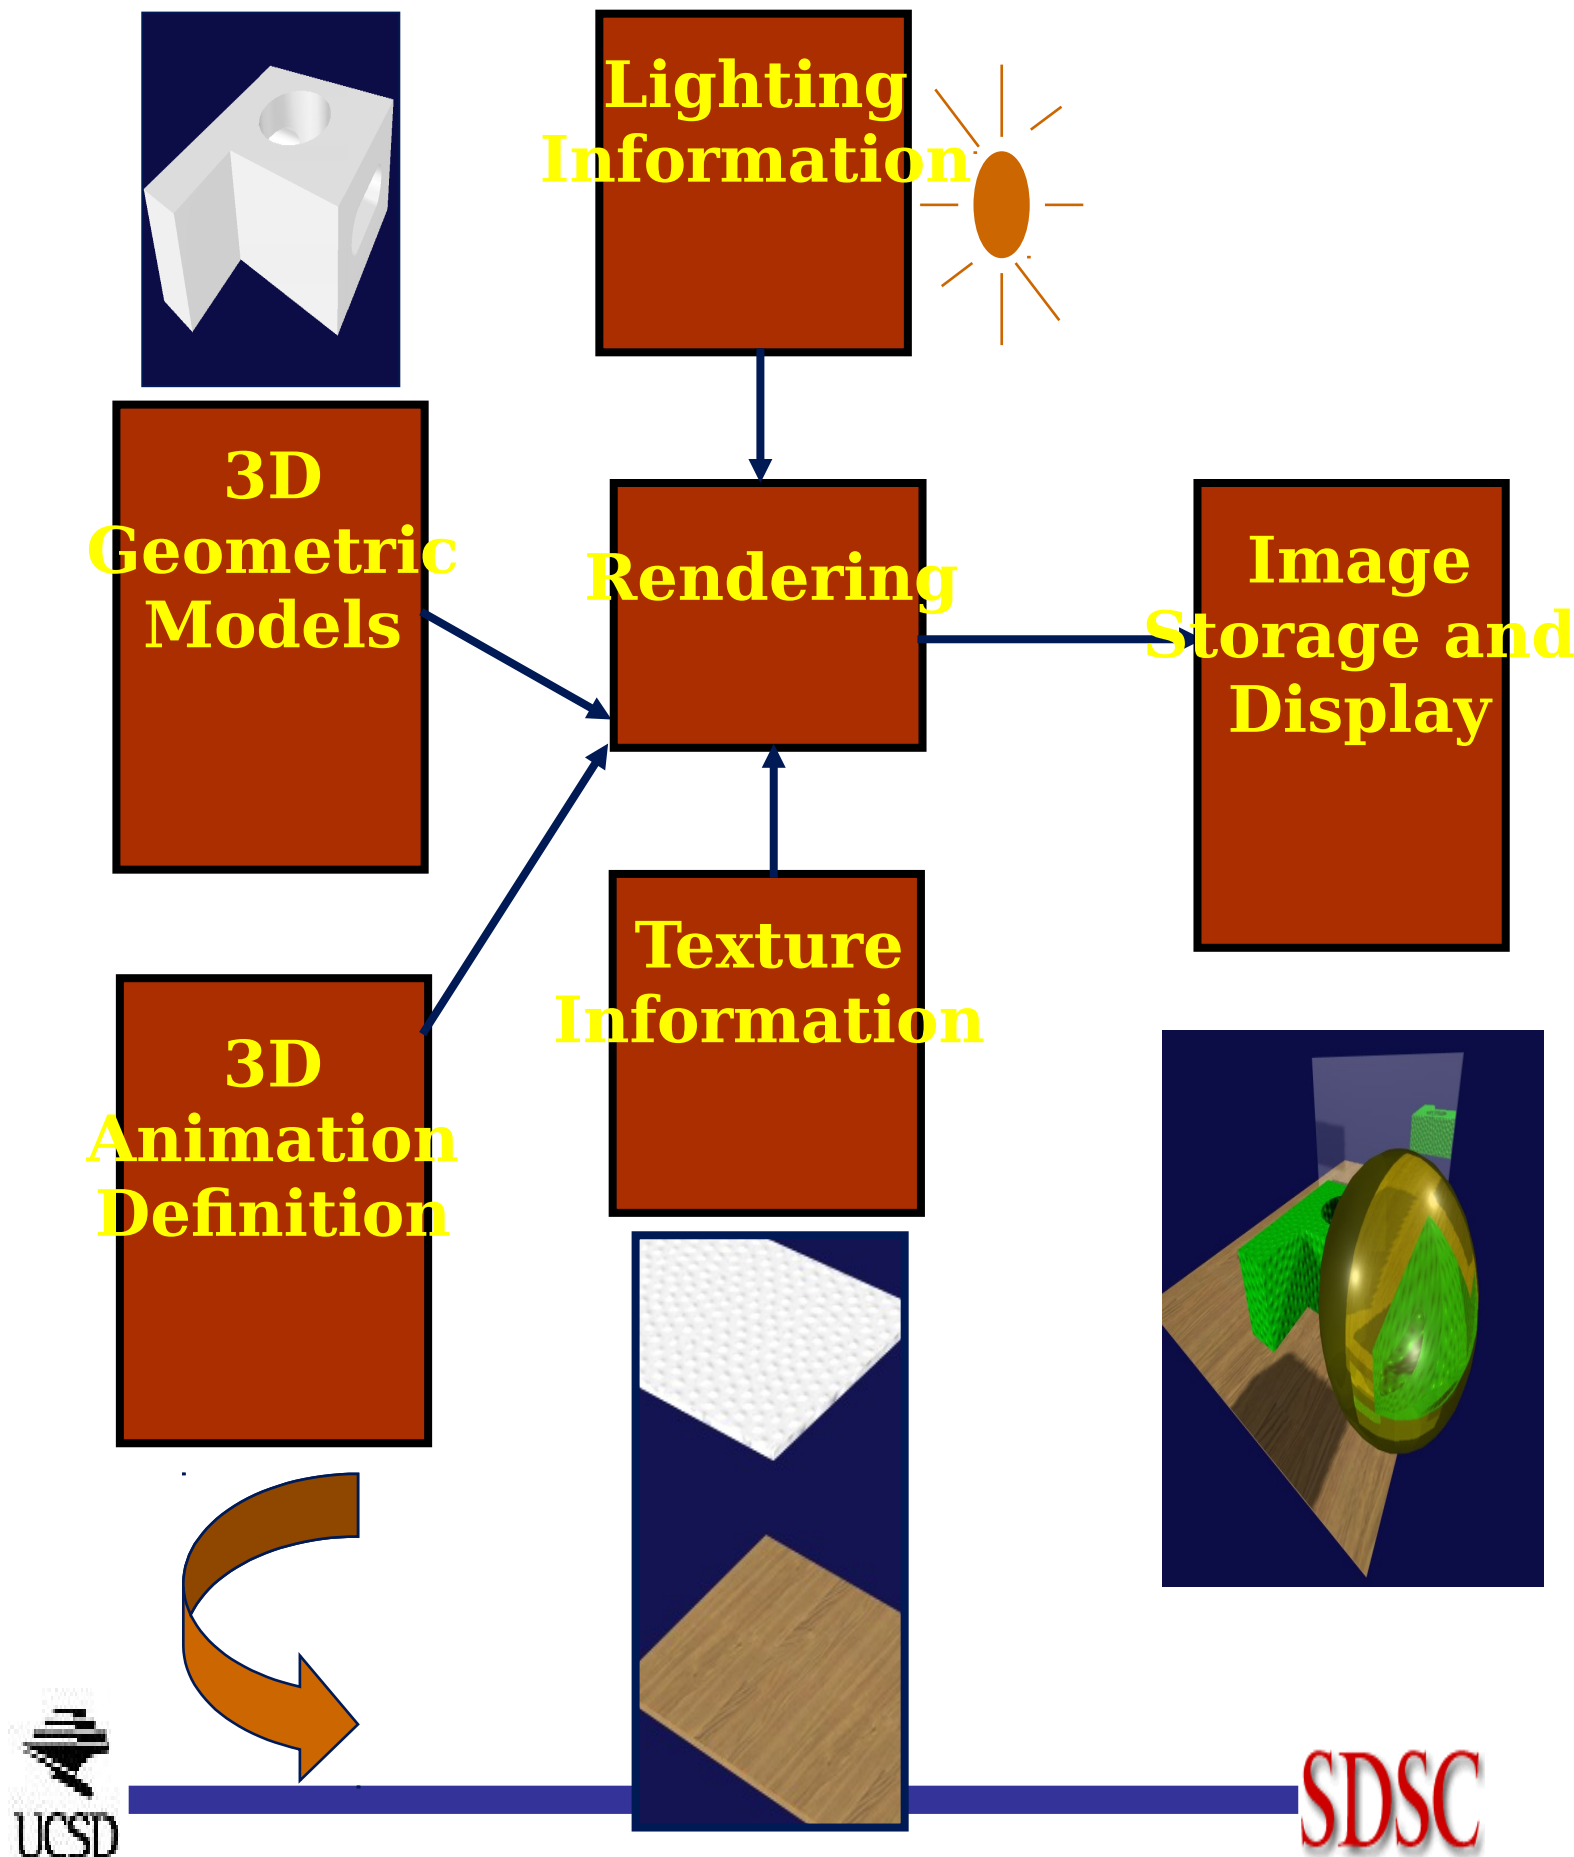 Lighting
Information
3D
Geometric
Models
Rendering
Image
Storage and
Display
Texture
Information
3D
Animation
Definition
UCSD
SDSC